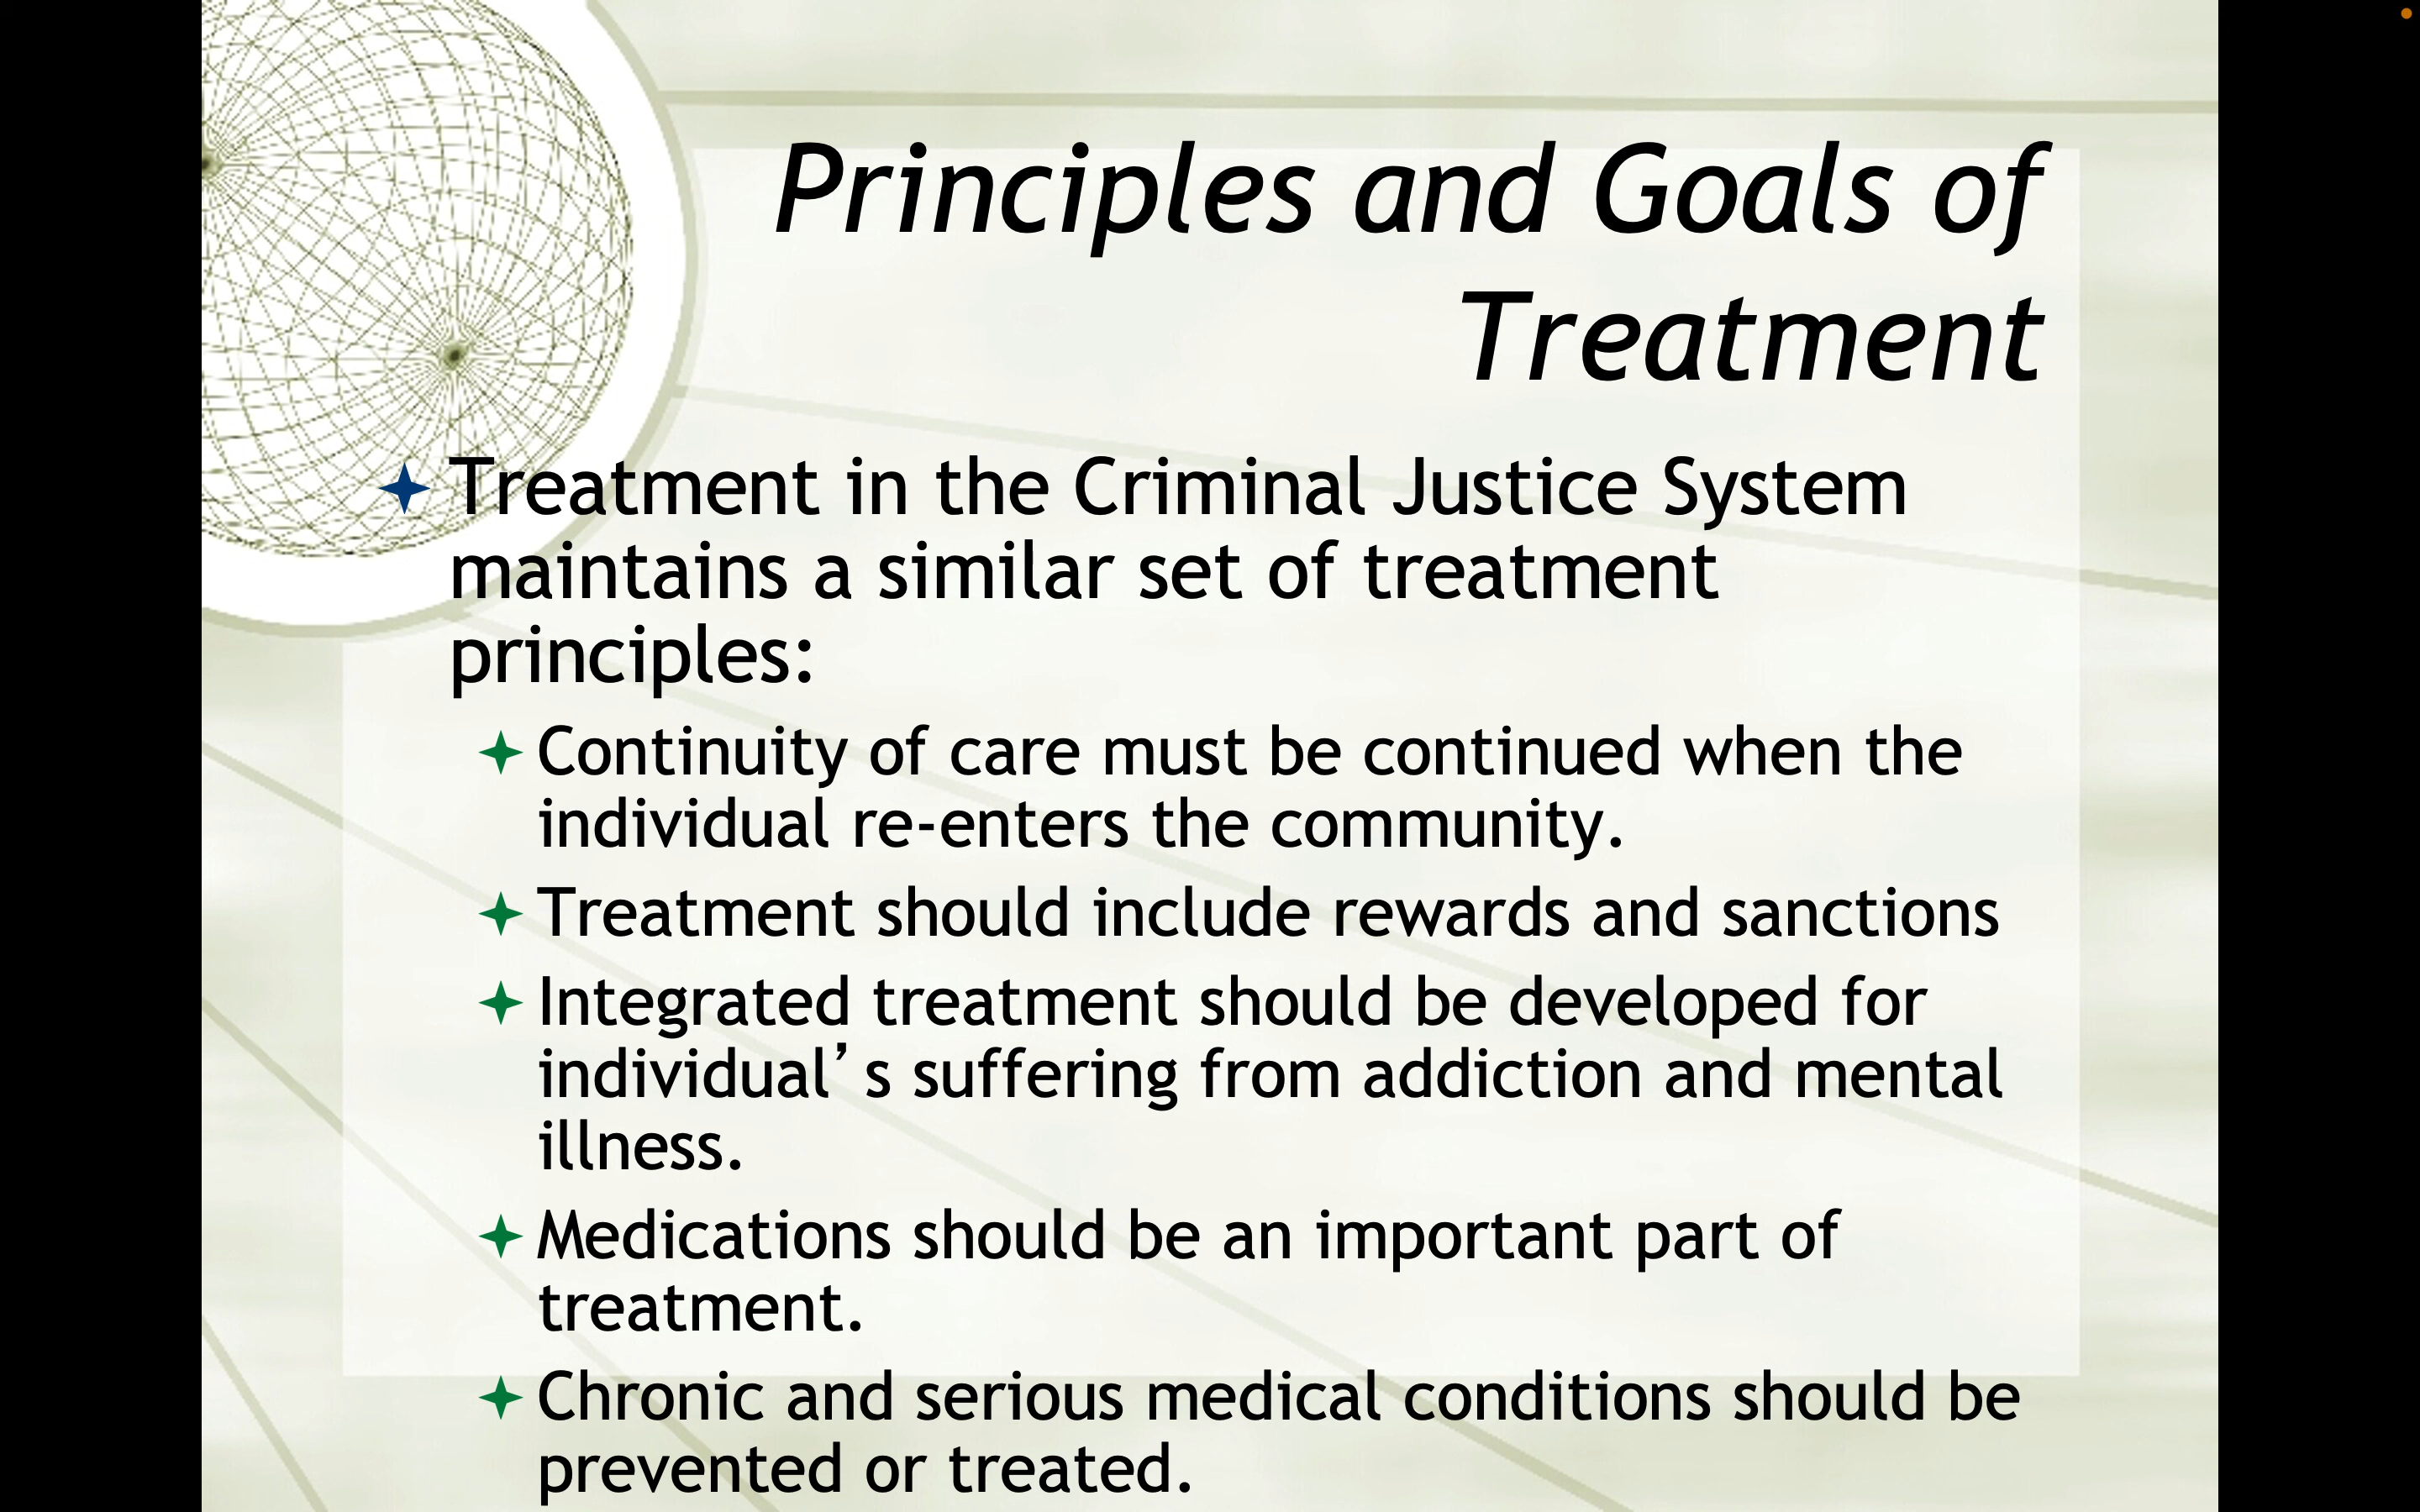 Principles and Goals of
Treatment
Treatment in the Criminal Justice System
maintains a similar set of treatment
principles:
Continuity of care must be continued when the
individual re-enters the community.
Treatment should include rewards and sanctions
Integrated treatment should be developed for
individual’s suffering from addiction and mental
illness.
Medications should be an important part of
treatment.
Chronic and serious medical conditions should be
prevented or treated.